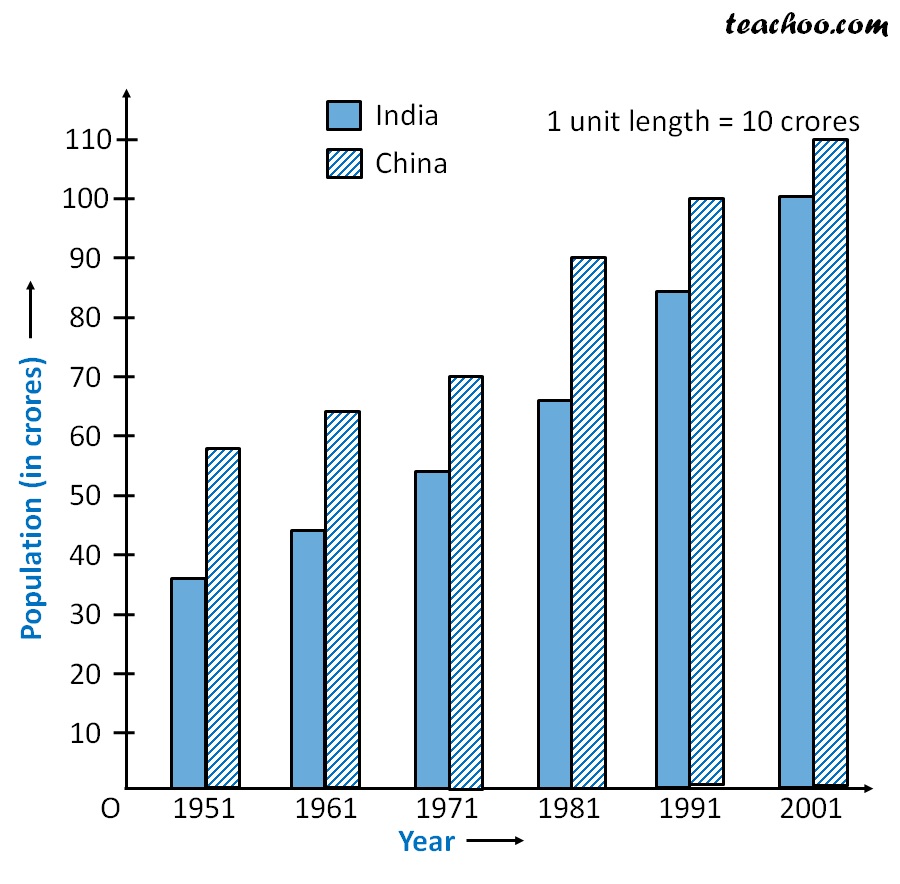 teachoo.com
India
China
1 unit length = 10 crores
110
100
90
80
70
60
50
40
30
20
10
Population (in crores)
O 1951 1961 1971 1981 1991 2001
Year